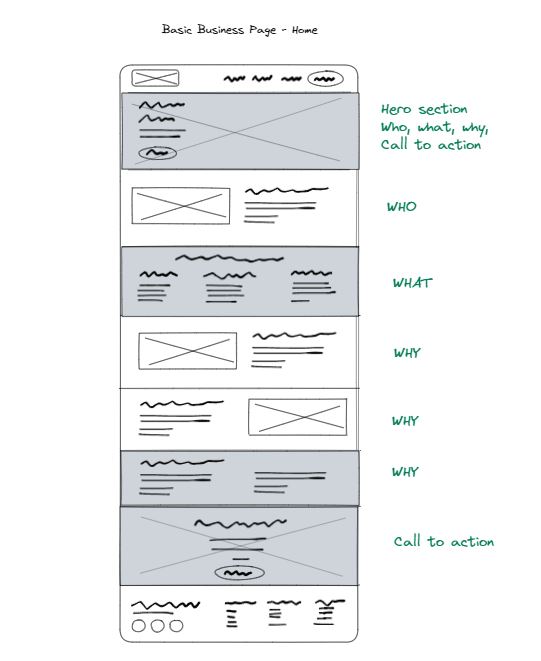 Basic Business Page - Home
Hero section
Who, what, why,
Call to action
WHO
WHAT
WHY
WHY
WHY
Call to action